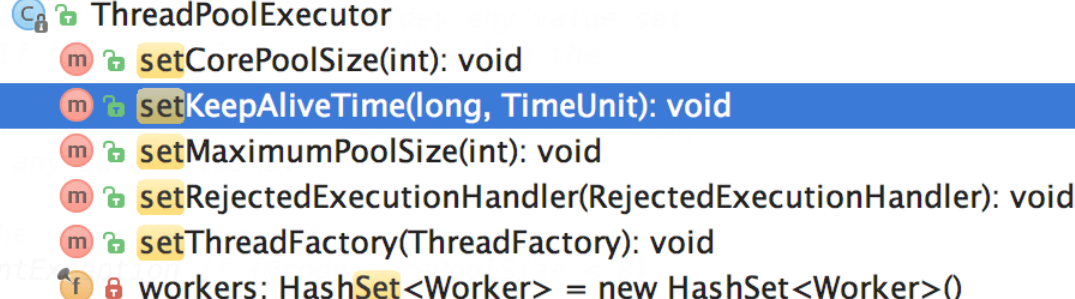 ThreadPoolExecutor
m setCorePoolSize(int): void
m setKeepAliveTime(long, TimeUnit): void
m setMaximumPoolSize(int): void
m setRejectedExecutionHandler(RejectedExecutionHandler): void
m setThreadFactory(ThreadFactory): void
f workers: HashSet<Worker> = new HashSet<Worker>()